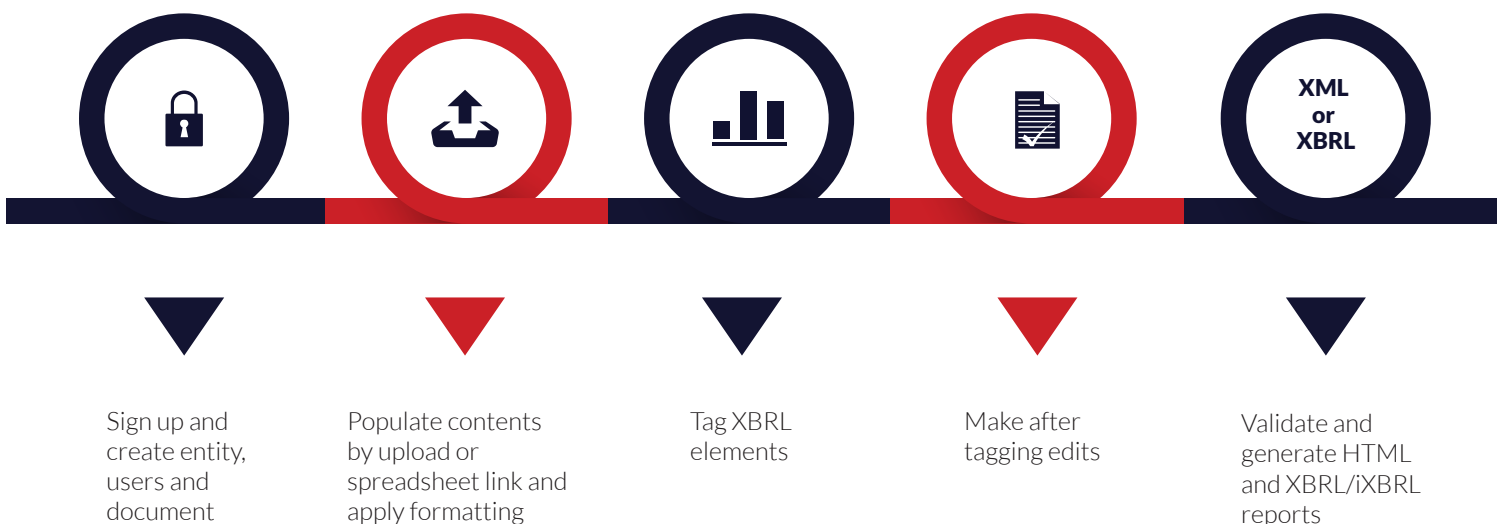 XML
or
XBRL
Sign up and
create entity,
users and
document
Populate contents
by upload or
spreadsheet link and
apply formatting
Tag XBRL
elements
Make after
tagging edits
Validate and
generate HTML
and XBRL/iXBRL
reports